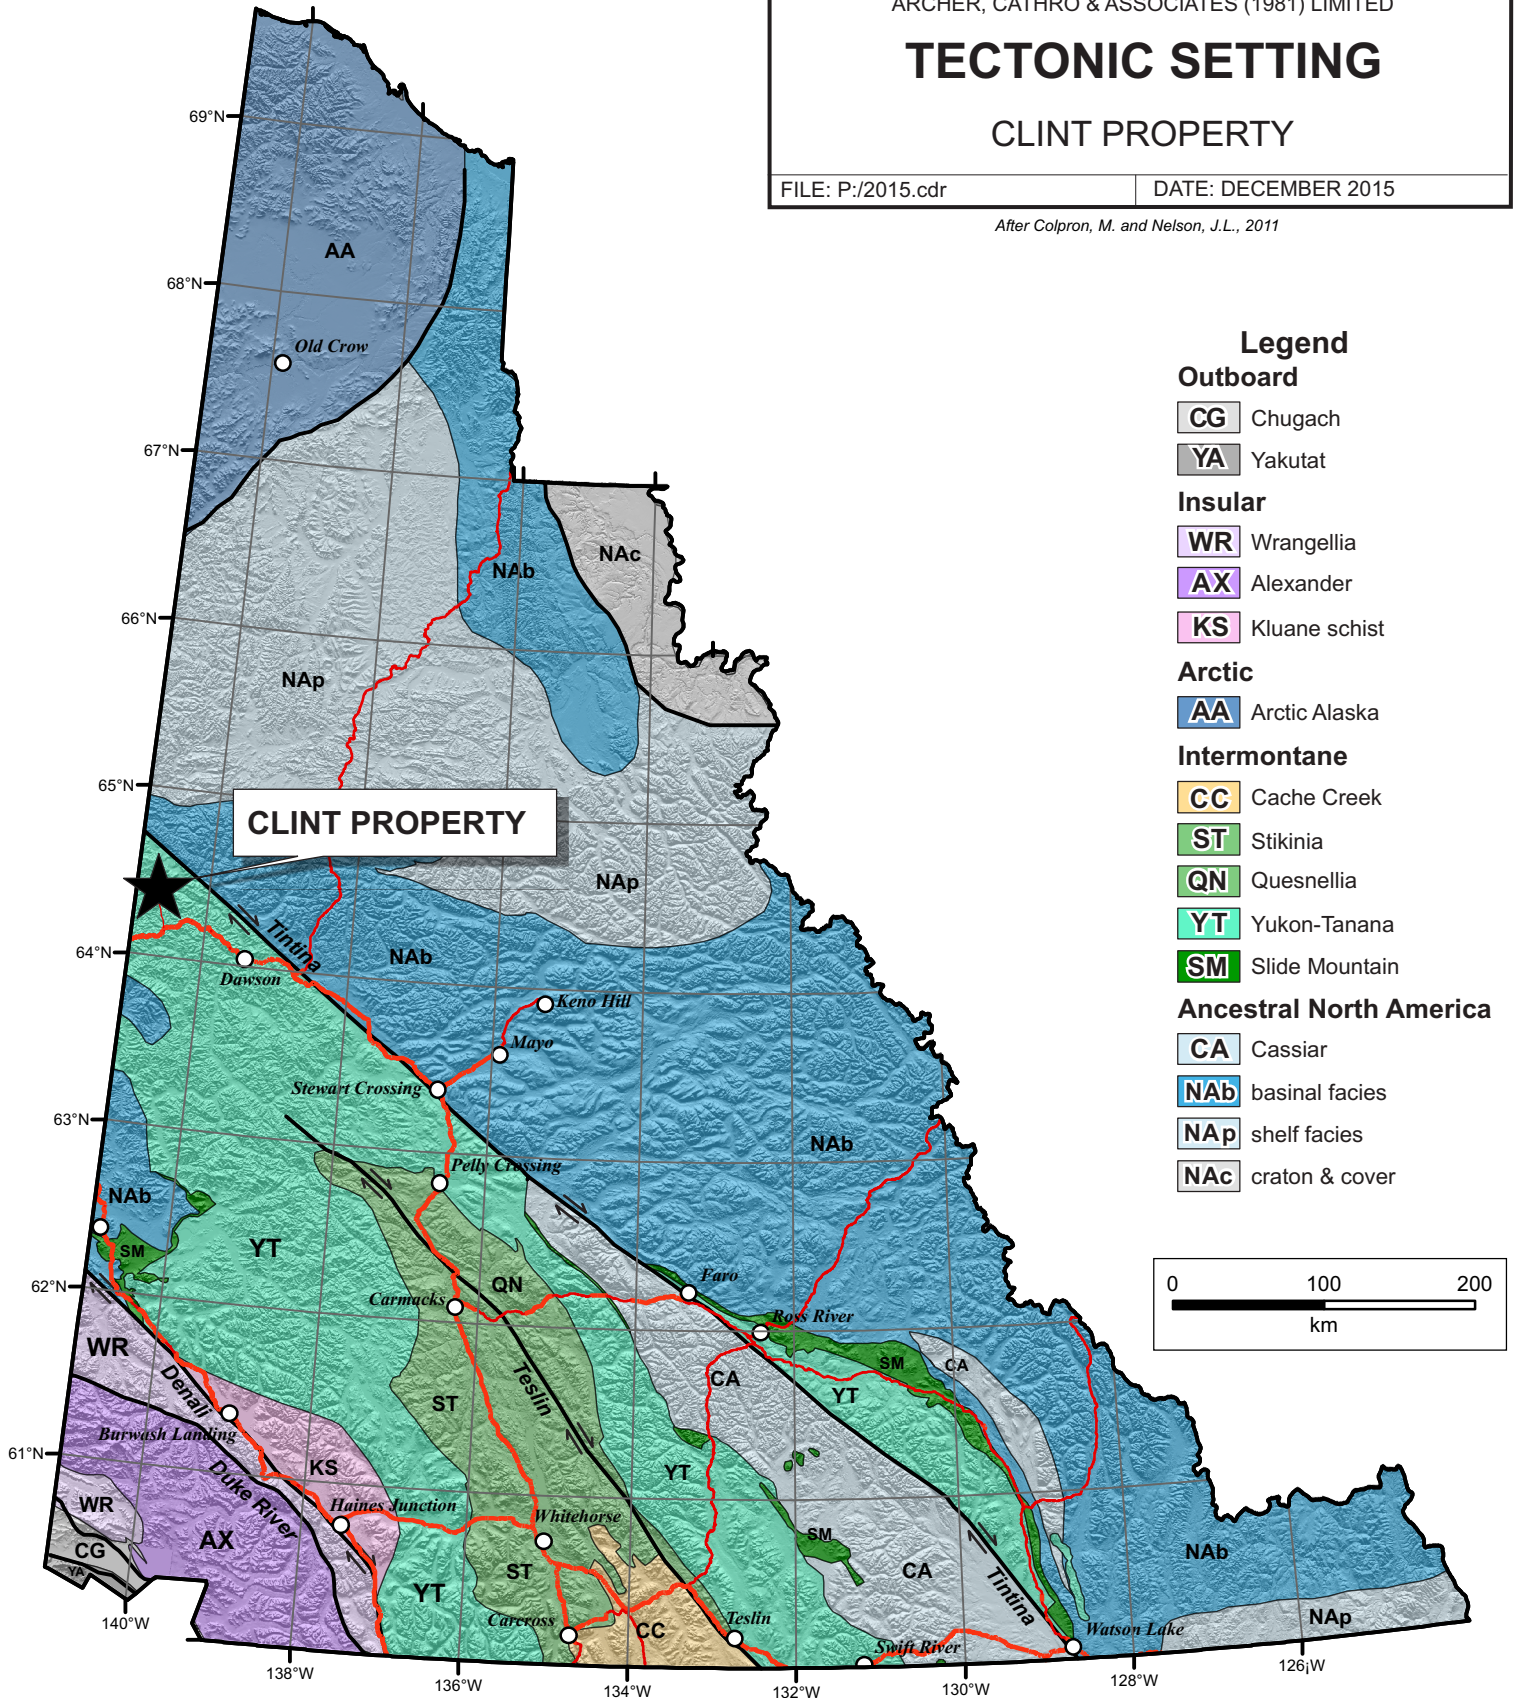 ARCHER, CATHRO & ASSOCIATES (1981) LIMITED
TECTONIC SETTING
CLINT PROPERTY
FILE: P:/2015.cdr
DATE: DECEMBER 2015
After Colpron, M. and Nelson, J.L., 2011
Legend
Outboard
CG Chugach
YA Yakutat
Insular
WR Wrangellia
AX Alexander
KS Kluane schist
Arctic
AA Arctic Alaska
Intermontane
CC Cache Creek
ST Stikinia
QN Quesnellia
YT Yukon-Tanana
SM Slide Mountain
Ancestral North America
CA Cassiar
NAb basinal facies
NAp shelf facies
NAc craton & cover
0 100 200
km
69°N
AA
68°N
Old Crow
67°N
NAc
NAb
66°N
NAp
65°N
CLINT PROPERTY
NAp
Tintina
64°N
NAb
Dawson
Keno Hill
Mayo
Stewart Crossing
63°N
NAb
Pelly Crossing
NAb
YT
SM
62°N
QN
Faro
Carmacks
Ross River
WR
SM
CA
Denali
CA
Teslin
YT
ST
Burwash Landing
61°N
KS
YT
Duke River
WR
Haines Junction
Whitehorse
SM
AX
CG
NAb
YA
ST
CA
YT
Tintina
140°W
Carcross
CC
Teslin
Swift River
Watson Lake
NAp
138°W
136°W
134°W
132°W
130°W
128°W
126¡W